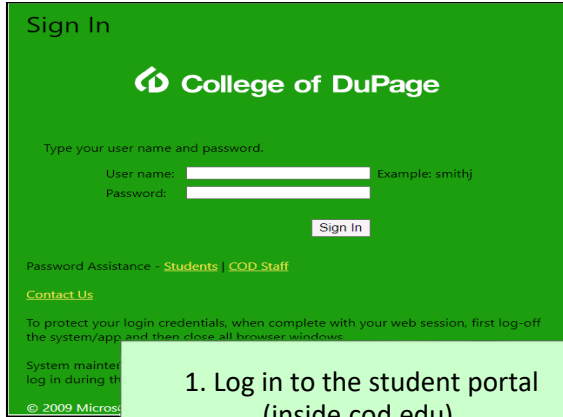 Sign In
College of DuPage
Type your user name and password.
User name: Example: smithj
Password:
Sign In
Password Assistance - Students | COD Staff
Contact Us
To protect your login credentials, when complete with your web session, first log-off
the system/app and then close all browser windows
System
log in during
© 2009
1. Log in to the student portal
(inside.cod.edu)